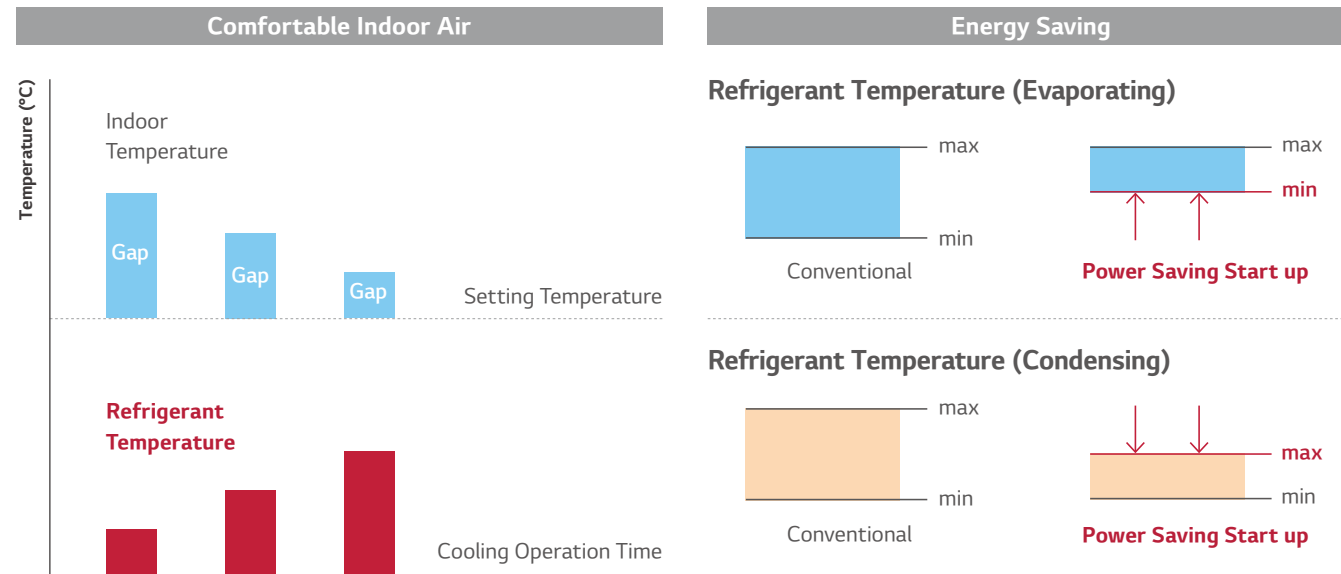 Comfortable Indoor Air
Temperature (°C)
Indoor
Temperature
Gap
Gap
Gap
Setting Temperature
Refrigerant
Temperature
Cooling Operation Time
Energy Saving
Refrigerant Temperature (Evaporating)
max
min
Conventional
max
min
Power Saving Start up
Refrigerant Temperature (Condensing)
max
min
Conventional
max
min
Power Saving Start up